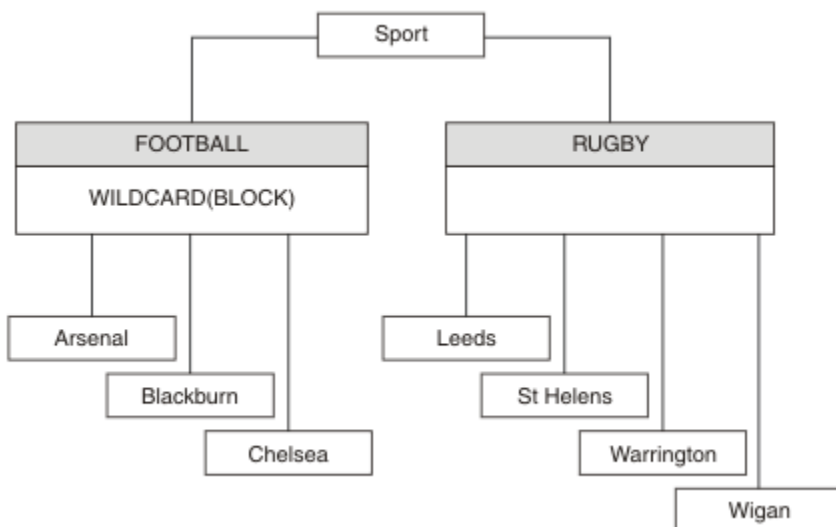 Sport
FOOTBALL
RUGBY
WILDCARD(BLOCK)
Arsenal
Leeds
Blackburn
St Helens
Chelsea
Warrington
Wigan